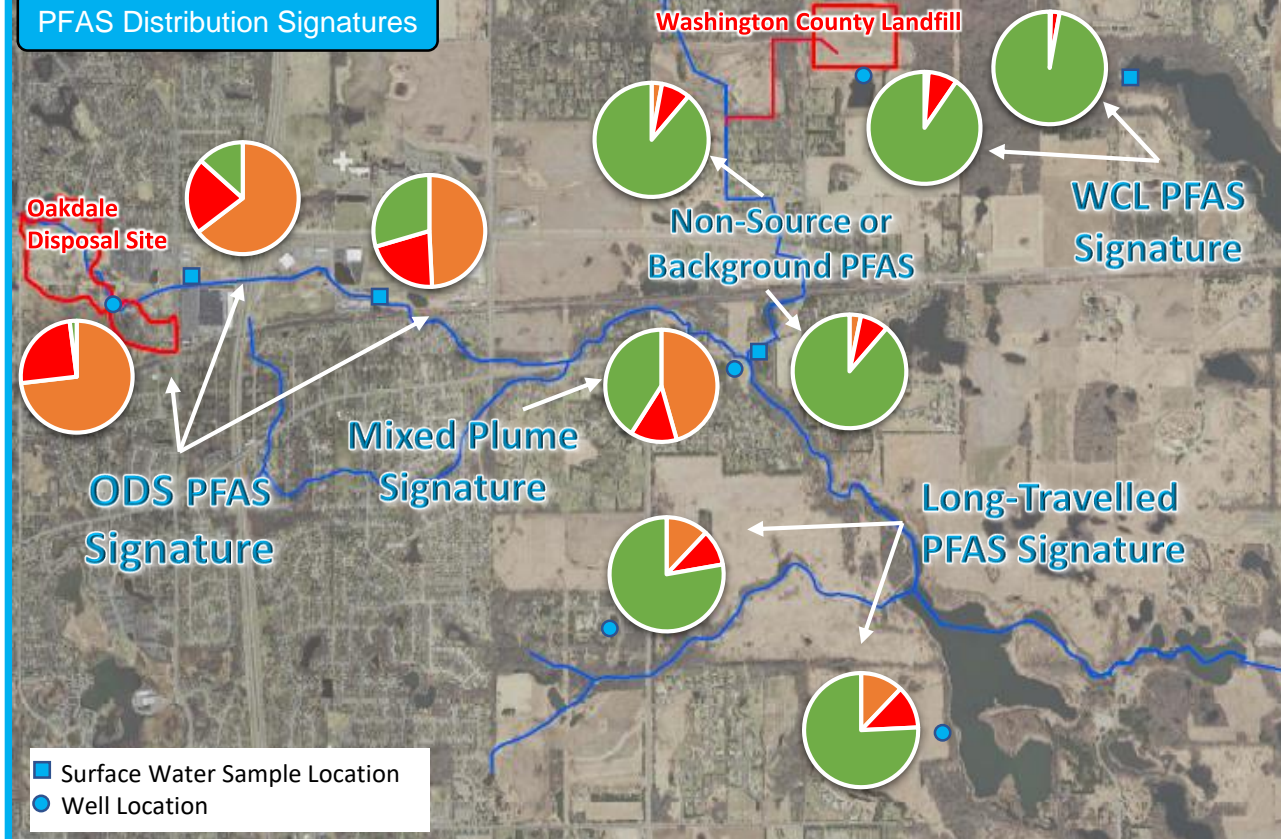 PFAS Distribution Signatures
Washington County Landfill
Oakdale
Disposal Site
Non-Source or
Background PFAS
WCL PFAS
Signature
Mixed Plume
Signature
ODS PFAS
Signature
Long-Travelled
PFAS Signature
Surface Water Sample Location
Well Location